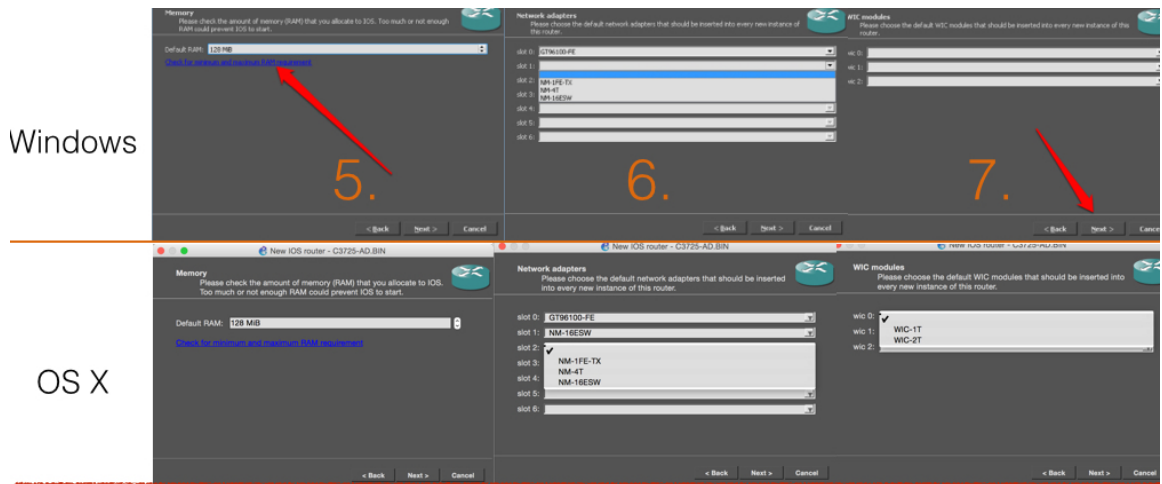 Windows
Memory
Please check the amount of memory (RAM) that you allocate to IOS. Too much or not enough
RAM could prevent IOS to start.
Default RAM: 128 MiB
Check for minimum and maximum RAM requirement
5.
< Back Next > Cancel
Network adapters
Please choose the default network adapters that should be inserted into every new instance of
this router.
slot 0: GT96100-FE
slot 1:
slot 2:
NM-1FE-TX
NM-4T
slot 3:
NM-16ESW
slot 4:
slot 5:
slot 6:
6.
< Back Next > Cancel
WIC modules
Please choose the default WIC modules that should be inserted into every new instance of this
router.
wic 0:
wic 1:
wic 2:
7.
< Back Next > Cance
OS X
New IOS router - C3725-AD.BIN
Memory
Please check the amount of memory (RAM) that you allocate to IOS.
Too much or not enough RAM could prevent IOS to start.
Default RAM: 128 MiB
Check for minimum and maximum RAM requirement
< Back Next > Cancel
New IOS router - C3725-AD.BIN
Network adapters
Please choose the default network adapters that should be inserted
into every new instance of this router.
slot 0: GT96100-FE
slot 1: NM-16ESW
slot 2:
slot 3: NM-1FE-TX
NM-4T
slot 4: NM-16ESW
slot 5:
slot 6:
< Back Next > Cancel
New IOS router - C3725-AD.BIN
WIC modules
Please choose the default WIC modules that should be inserted into
every new instance of this router.
wic 0:
wic 1: WIC-1T
WIC-2T
wic 2:
< Back Next > Cancel